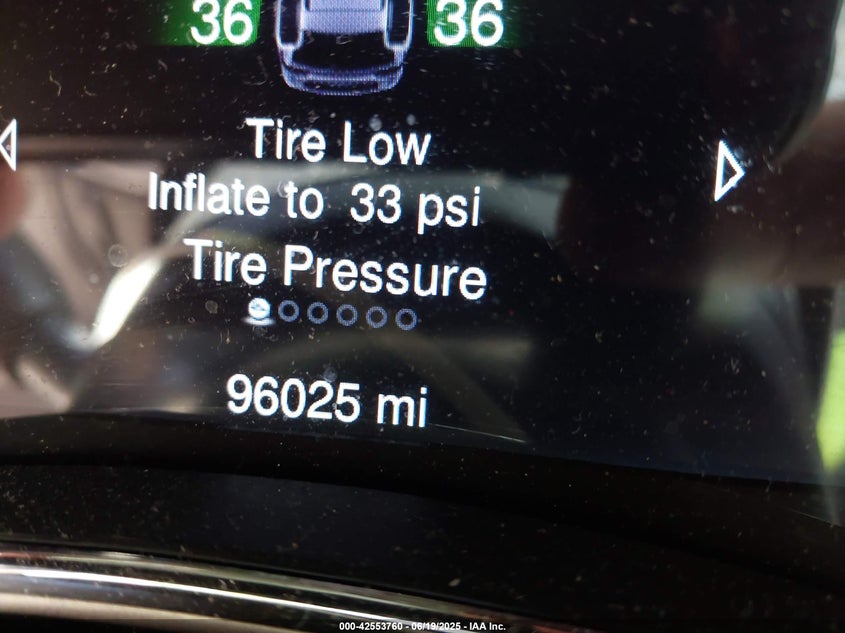 36 36
Tire Low
Inflate to 33 psi
Tire Pressure
96025 mi
000-42553760 - 06/19/2025 - IAA Inc.